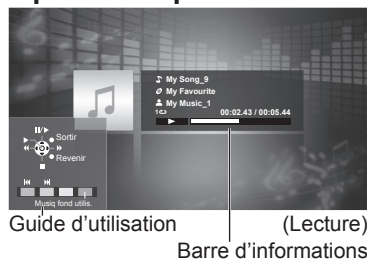 My Song_9
My Favourite
My Music_1
1
00:02.43 / 00:05.44
Sortir
Revenir
Musiq fond utilis.
Guide d'utilisation
(Lecture)
Barre d'informations